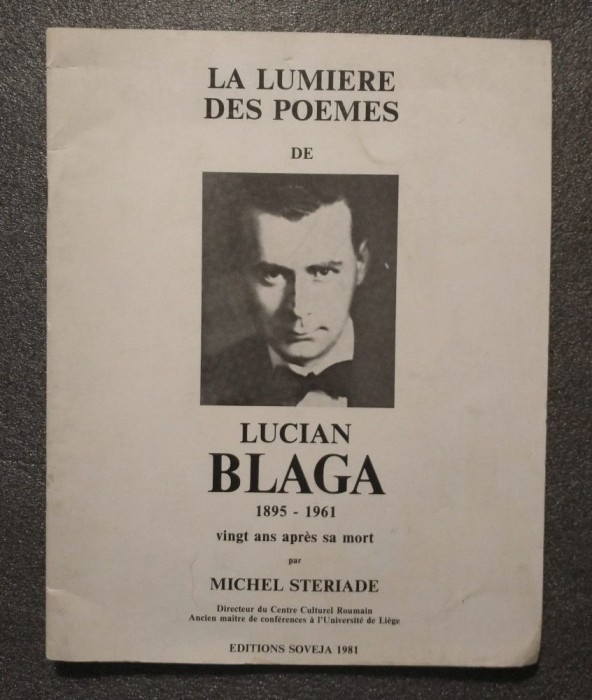 LA LUMIERE
DES POEMES
DE
LUCIAN
BLAGA
1895 - 1961
vingt ans après sa mort
par
MICHEL STERIADE
Directeur du Centre Culturel Roumain
Ancien maître de conférences à l'Université de Liège
EDITIONS SOVEJA 1981